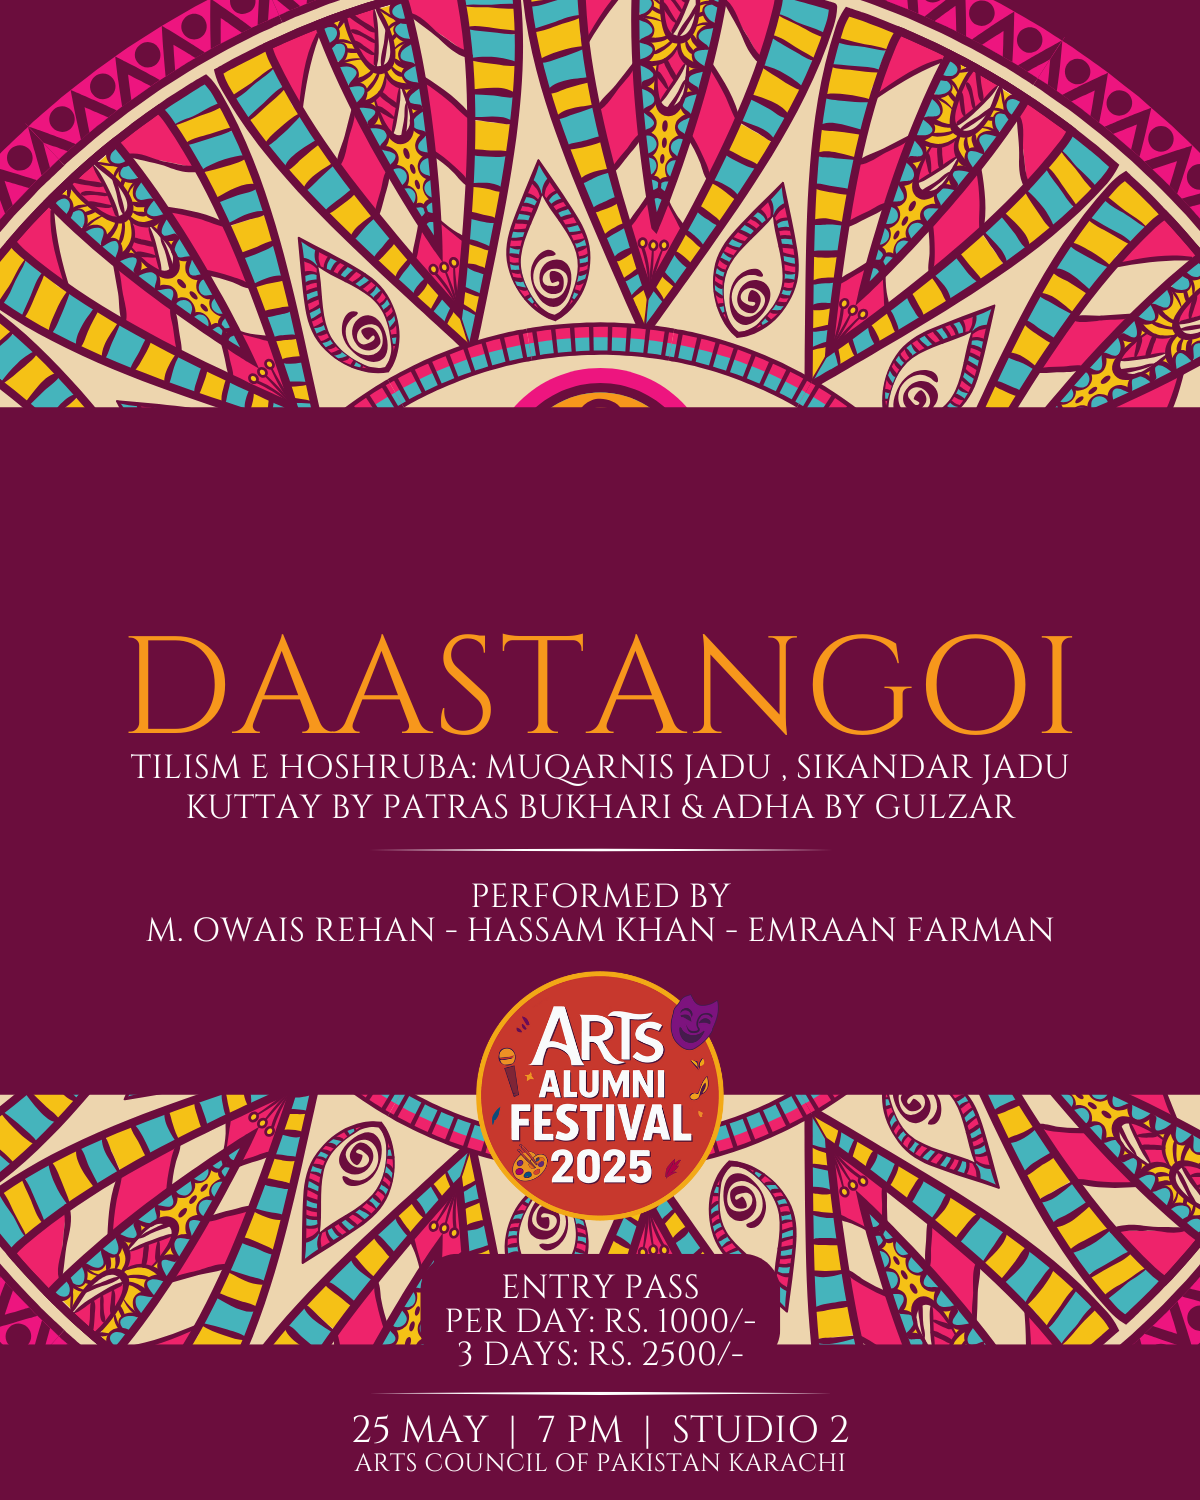 DAASTANGOI
TILISM E HOSHRUBA: MUQARNIS JADU , SIKANDAR JADU
KUTTAY BY PATRAS BUKHARI & ADHA BY GULZAR
PERFORMED BY
M. OWAIS REHAN - HASSAM KHAN - EMRAAN FARMAN
ARTS
ALUMNI
FESTIVAL
2025
ENTRY PASS
PER DAY: RS. 1000/-
3 DAYS: RS. 2500/-
25 MAY | 7 PM | STUDIO 2
ARTS COUNCIL OF PAKISTAN KARACHI